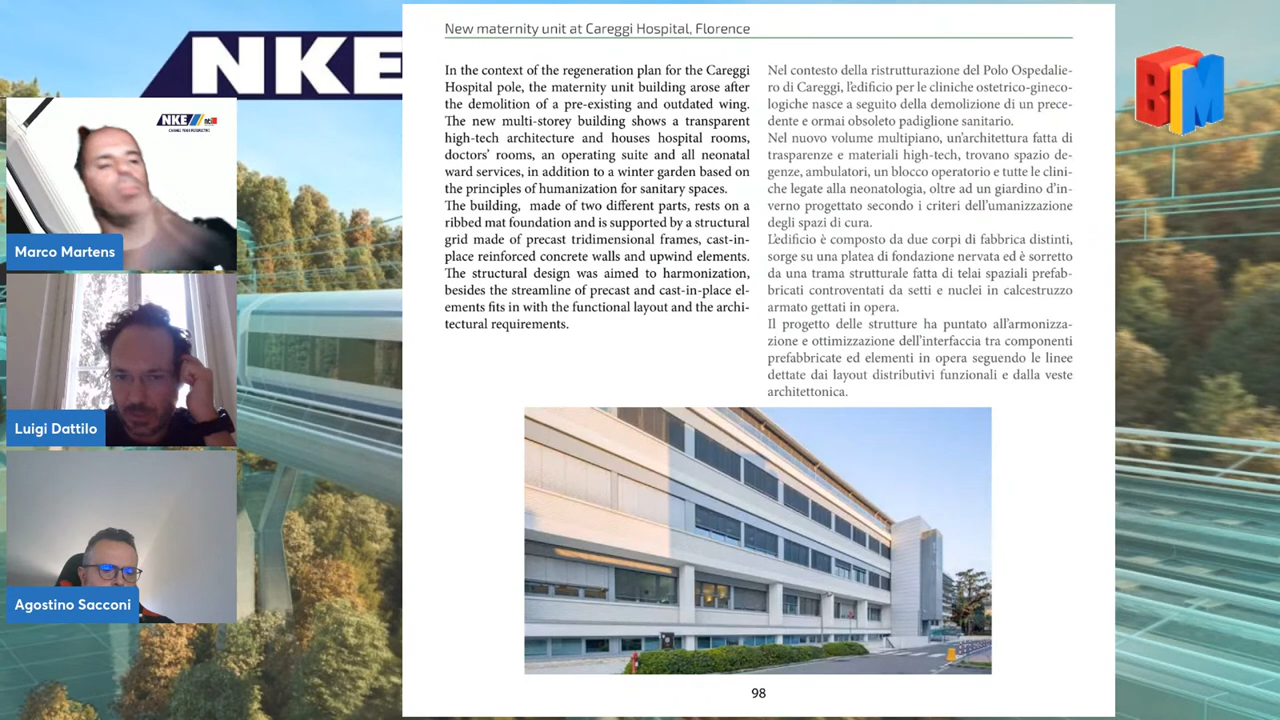 NKE
BIM
NKE
Marco Martens
Luigi Dattilo
Agostino Sacconi
New maternity unit at Careggi Hospital, Florence
In the context of the regeneration plan for the Careggi
Hospital pole, the maternity unit building arose after
the demolition of a pre-existing and outdated wing.
The new multi-storey building shows a transparent
high-tech architecture and houses hospital rooms,
doctors' rooms, an operating suite and all neonatal
ward services, in addition to a winter garden based on
the principles of humanization for sanitary spaces.
The building, made of two different parts, rests on a
ribbed mat foundation and is supported by a structural
grid made of precast tridimensional frames, cast-in-
place reinforced concrete walls and upwind elements.
The structural design was aimed to harmonization,
besides the streamline of precast and cast-in-place el-
ements fits in with the functional layout and the archi-
tectural requirements.
Nel contesto della ristrutturazione del Polo Ospedalie-
ro di Careggi, l'edificio per le cliniche ostetrico-gineco-
logiche nasce a seguito della demolizione di un prece-
dente e ormai obsoleto padiglione sanitario.
Nel nuovo volume multipiano, un'architettura fatta di
trasparenze e materiali high-tech, trovano spazio de-
genze, ambulatori, un blocco operatorio e tutte le clini-
che legate alla neonatologia, oltre ad un giardino d'in-
verno progettato secondo i criteri dell'umanizzazione
degli spazi di cura.
L'edificio è composto da due corpi di fabbrica distinti,
sorge su una platea di fondazione nervata ed è sorretto
da una trama strutturale fatta di telai spaziali prefab-
bricati controventati da setti e nuclei in calcestruzzo
armato gettati in opera.
Il progetto delle strutture ha puntato all'armonizza-
zione e ottimizzazione dell'interfaccia tra componenti
prefabbricate ed elementi in opera seguendo le linee
dettate dai layout distributivi funzionali e dalla veste
architettonica.
98